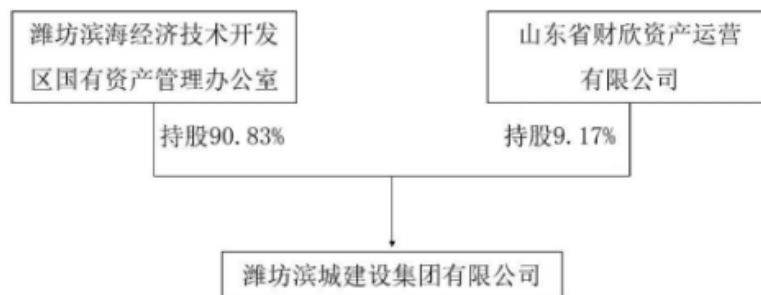 潍坊滨海经济技术开发
区国有资产管理办公室
山东省财欣资产运营
有限公司
持股90.83%
持股9.17%
潍坊滨城建设集团有限公司